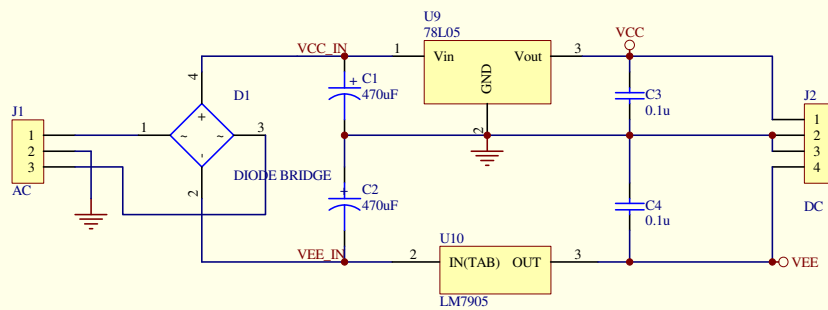 U9
78L05
VCC
VCC_IN
1
Vin
Vout
3
GND
2
4
D1
C1
470uF
+
C3
0.1u
J1
J2
1
2
3
AC
1
+
~
~
-
3
2
DIODE BRIDGE
1
2
3
4
DC
+
C2
470uF
C4
0.1u
U10
VEE_IN
2
IN(TAB)
OUT
3
VEE
LM7905